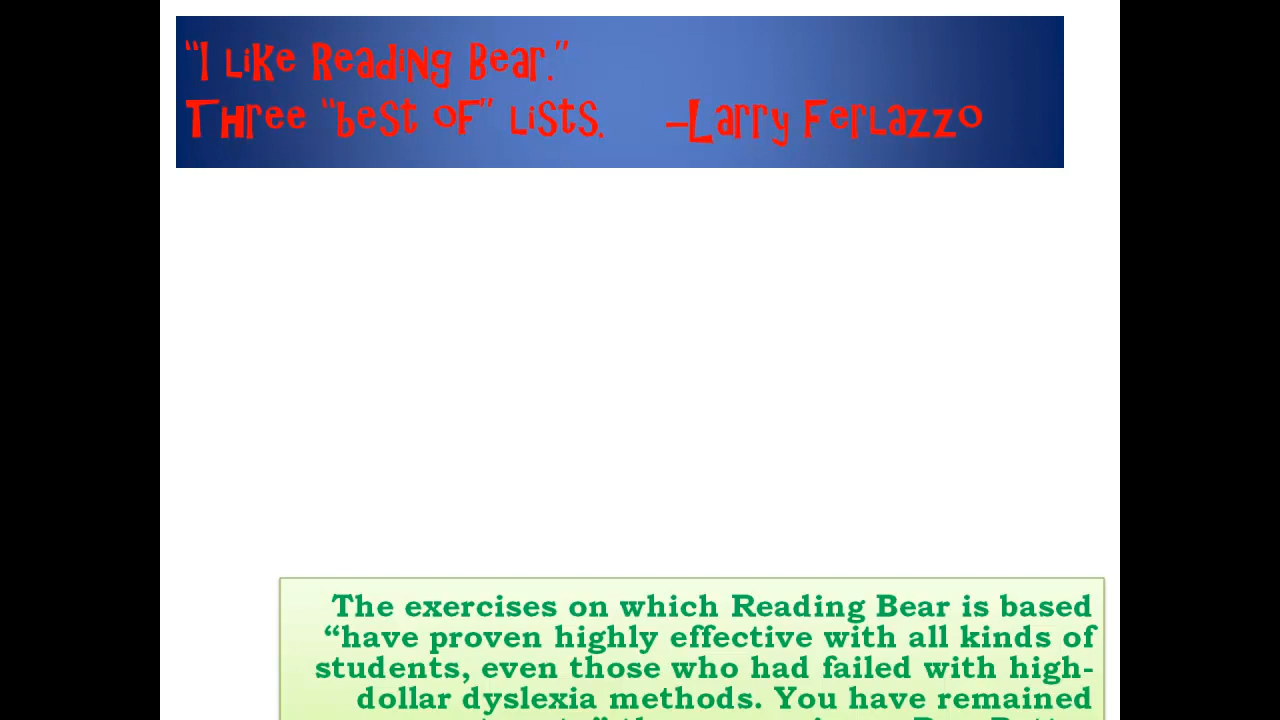 “I Like Reading Bear.”
Three “best of” lists. –Larry Ferlazzo
The exercises on which Reading Bear is based
“have proven highly effective with all kinds of
students, even those who had failed with high-
dollar dyslexia methods. You have remained